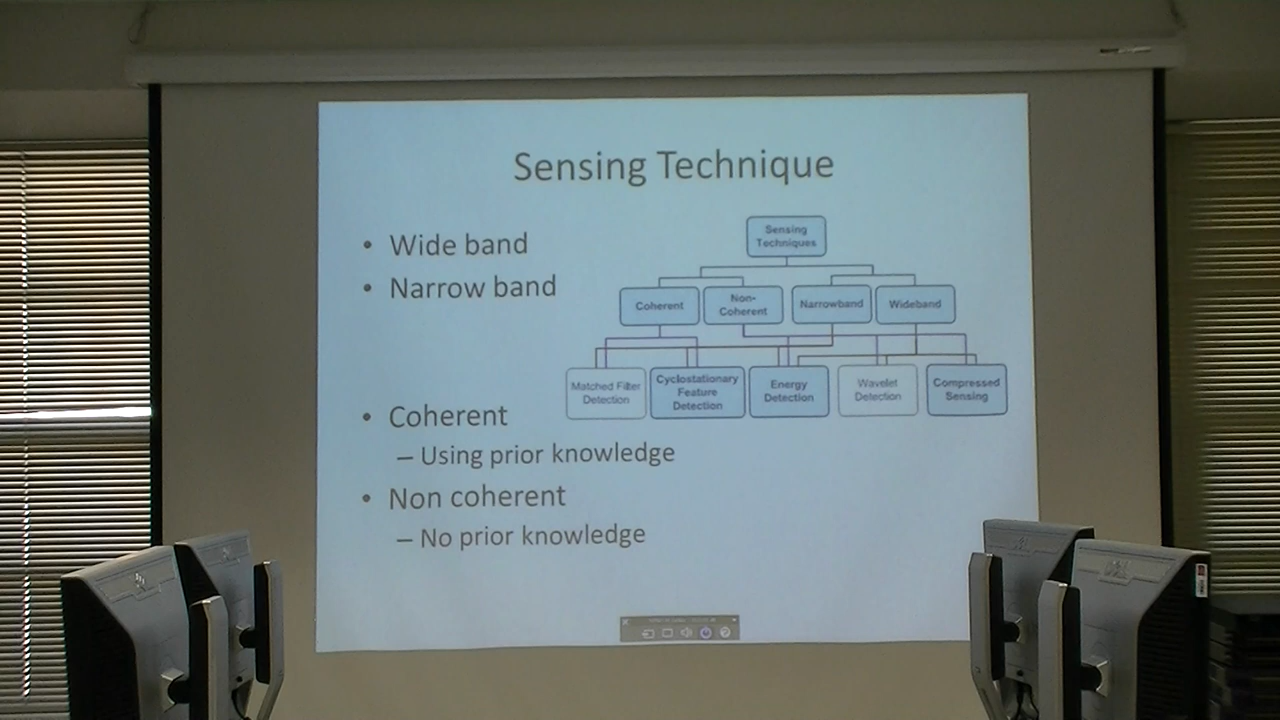 Sensing Technique
• Wide band
• Narrow band
Sensing
Techniques
Coherent
Non-
Coherent
Narrowband
Wideband
Matched Filter
Detection
Cyclostationary
Feature
Detection
Energy
Detection
Wavelet
Detection
Compressed
Sensing
• Coherent
– Using prior knowledge
• Non coherent
– No prior knowledge